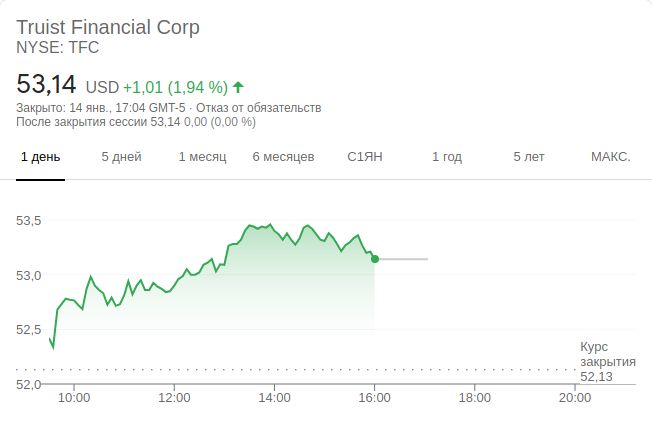 Truist Financial Corp
NYSE: TFC
53,14 USD +1,01 (1,94 %)
Закрыто: 14 янв., 17:04 GMT-5 · Отказ от обязательств
После закрытия сессии 53,14 0,00 (0,00 %)
1 день 5 дней 1 месяц 6 месяцев С1ЯН 1 год 5 лет МАКС.
53,5
53,0
52,5
Курс
закрытия
52,13
52,0
10:00 12:00 14:00 16:00 18:00 20:00